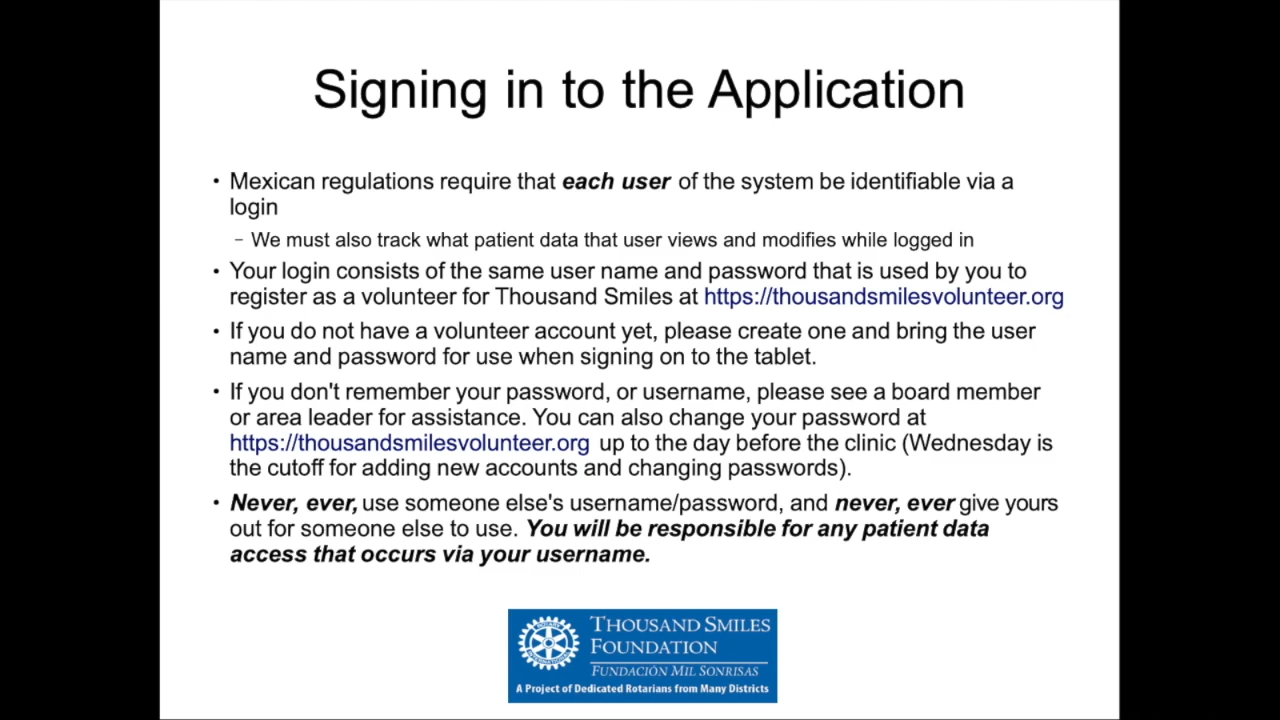 Signing in to the Application
• Mexican regulations require that each user of the system be identifiable via a
login
– We must also track what patient data that user views and modifies while logged in
• Your login consists of the same user name and password that is used by you to
register as a volunteer for Thousand Smiles at https://thousandsmilesvolunteer.org
• If you do not have a volunteer account yet, please create one and bring the user
name and password for use when signing on to the tablet.
• If you don't remember your password, or username, please see a board member
or area leader for assistance. You can also change your password at
https://thousandsmilesvolunteer.org up to the day before the clinic (Wednesday is
the cutoff for adding new accounts and changing passwords).
• Never, ever, use someone else's username/password, and never, ever give yours
out for someone else to use. You will be responsible for any patient data
access that occurs via your username.
ROTARY
INTERNATIONAL
THOUSAND SMILES
FOUNDATION
FUNDACIÓN MIL SONRISAS
A Project of Dedicated Rotarians from Many Districts